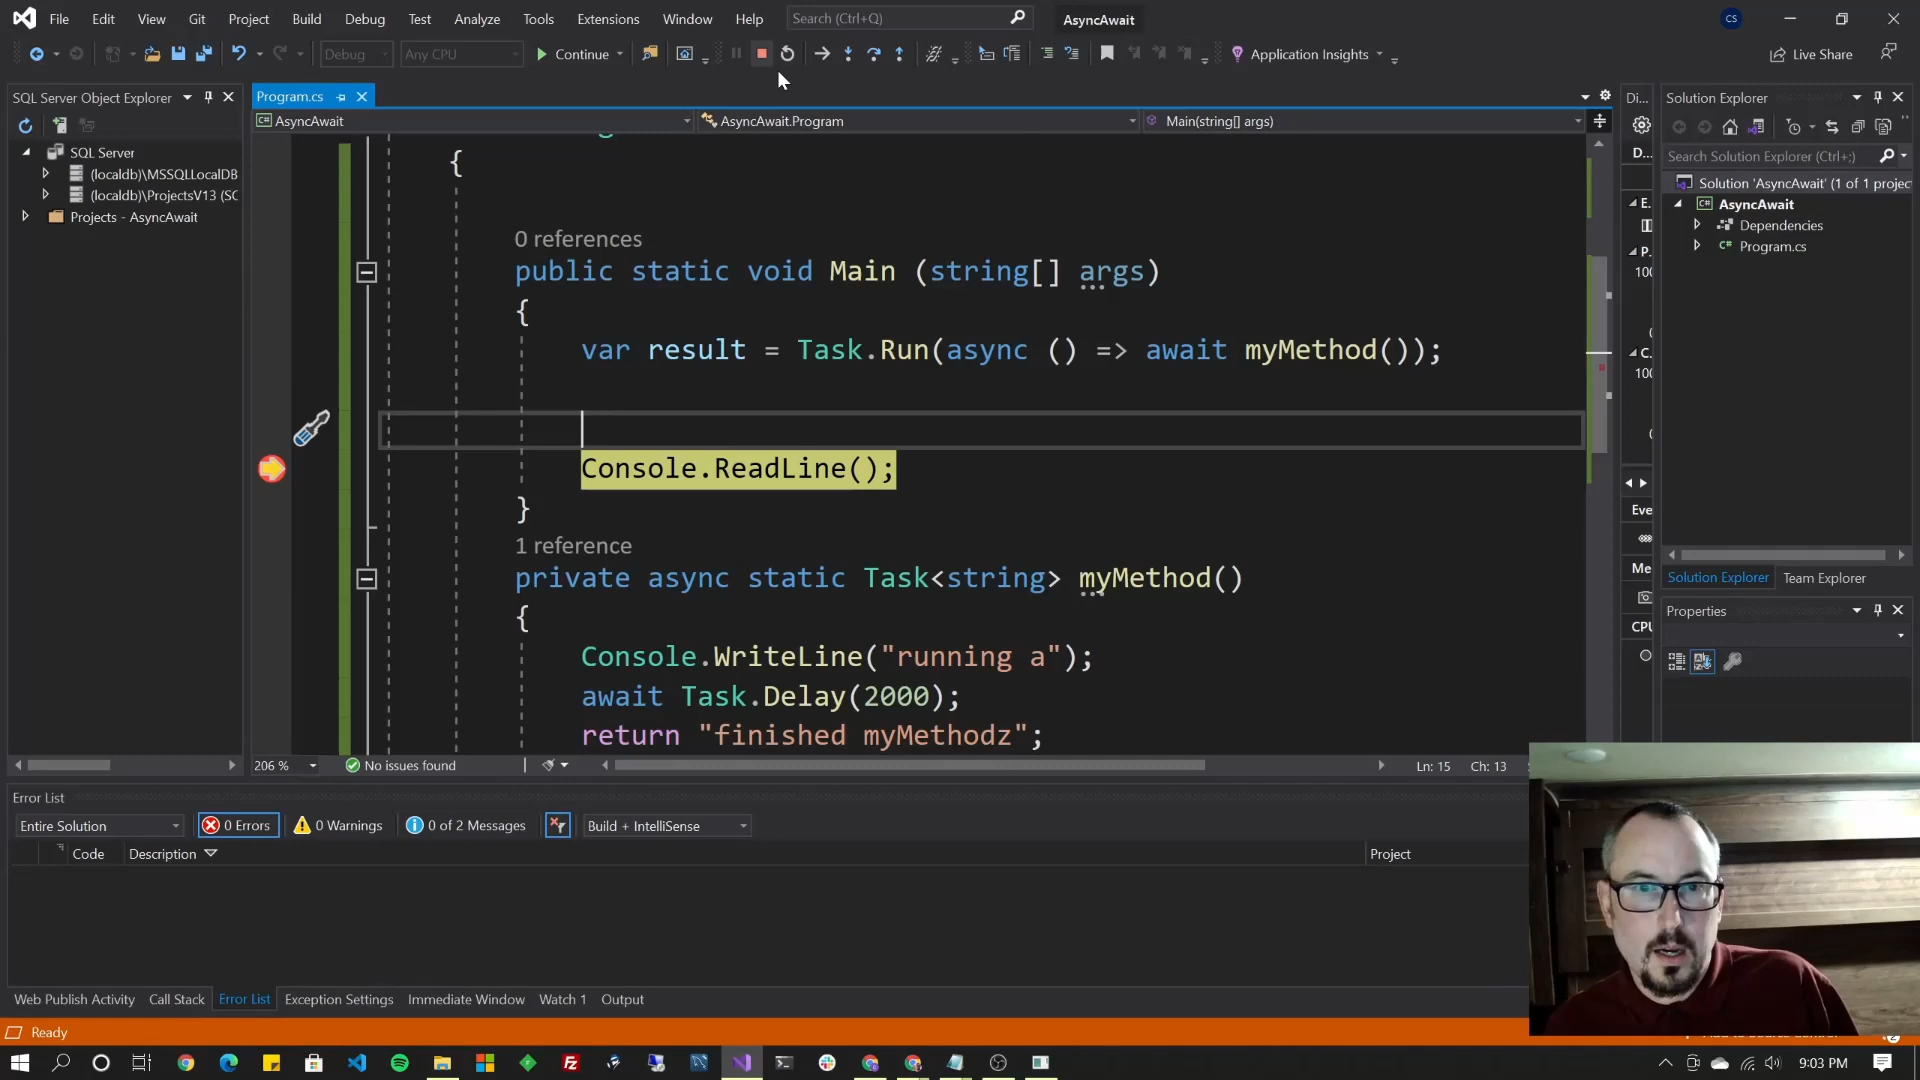 File Edit View Git Project Build Debug Test Analyze Tools Extensions Window Help Search (Ctrl+Q) AsyncAwait CS
Debug Any CPU Continue Application Insights Live Share
SQL Server Object Explorer
SQL Server
(localdb)\MSSQLLocalDB
(localdb)\ProjectsV13 (SC
Projects - AsyncAwait
Program.cs
AsyncAwait AsyncAwait.Program Main(string[] args)
{
0 references
public static void Main (string[] args)
{
var result = Task.Run(async () => await myMethod());
Console.ReadLine();
}
1 reference
private async static Task<string> myMethod()
{
Console.WriteLine("running a");
await Task.Delay(2000);
return "finished myMethodz";
206 % No issues found Ln: 15 Ch: 13
Di...
D...
E.
P.
100
C.
100
Eve
Me
CPU
Solution Explorer
Search Solution Explorer (Ctrl+;)
Solution 'AsyncAwait' (1 of 1 projec
AsyncAwait
Dependencies
Program.cs
Solution Explorer Team Explorer
Properties
Error List
Entire Solution 0 Errors 0 Warnings 0 of 2 Messages Build + IntelliSense
Code Description Project
Web Publish Activity Call Stack Error List Exception Settings Immediate Window Watch 1 Output
Ready
9:03 PM